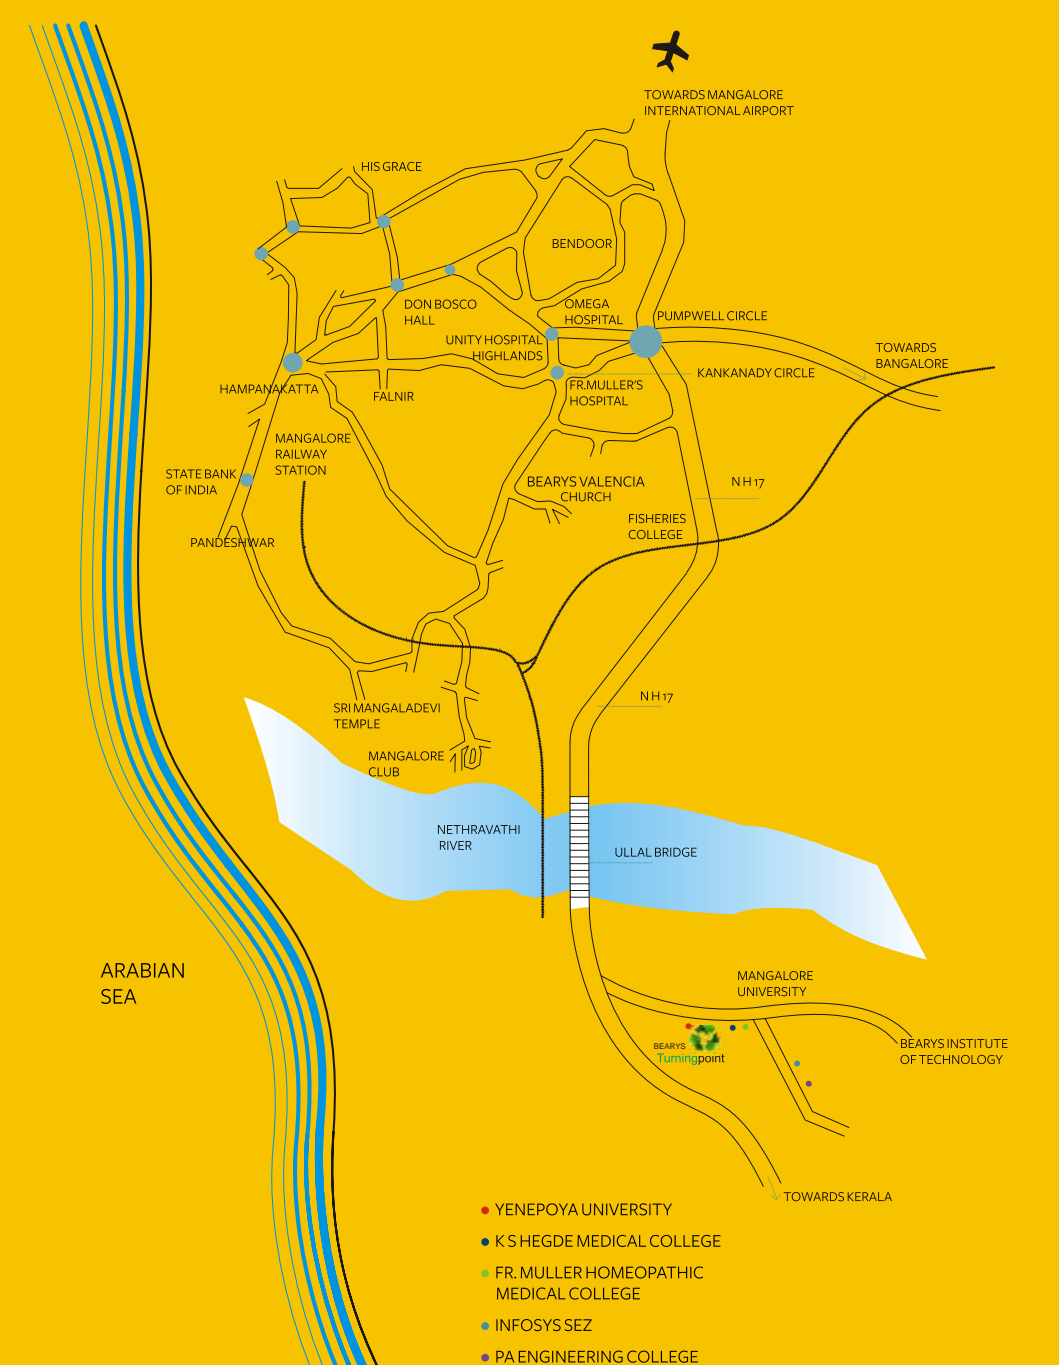 TOWARDS MANGALORE
INTERNATIONAL AIRPORT
HIS GRACE
BENDOOR
DON BOSCO
HALL
OMEGA
HOSPITAL
PUMPWELL CIRCLE
UNITY HOSPITAL
HIGHLANDS
TOWARDS
BANGALORE
KANKANADY CIRCLE
HAMPANAKATTA
FALNIR
FR.MULLER'S
HOSPITAL
MANGALORE
RAILWAY
STATION
STATE BANK
OF INDIA
BEARYS VALENCIA
CHURCH
N H 17
FISHERIES
COLLEGE
PANDESHWAR
N H 17
SRI MANGALADEVI
TEMPLE
MANGALORE
CLUB
NETHRAVATHI
RIVER
ULLAL BRIDGE
ARABIAN
SEA
MANGALORE
UNIVERSITY
BEARYS
Turningpoint
BEARYS INSTITUTE
OF TECHNOLOGY
TOWARDS KERALA
YENEPOYA UNIVERSITY
K S HEGDE MEDICAL COLLEGE
FR. MULLER HOMEOPATHIC
MEDICAL COLLEGE
INFOSYS SEZ
PA ENGINEERING COLLEGE